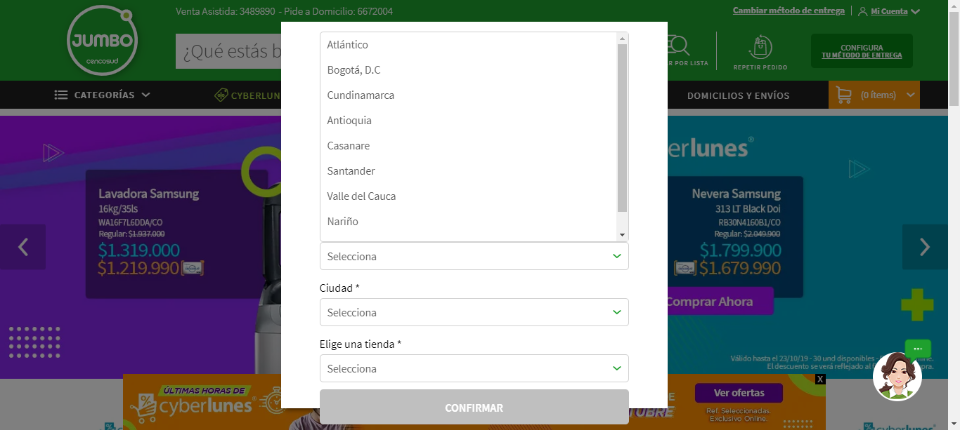 Venta Asistida: 3489890 - Pide a Domicilio: 6672004
Cambiar método de entrega
Mi Cuenta
JUMBO
cencosud
¿Qué estás b
R POR LISTA
REPETIR PEDIDO
CONFIGURA
TU MÉTODO DE ENTREGA
CATEGORÍAS
CYBERLUN
DOMICILIOS Y ENVÍOS
(0 ítems)
Atlántico
Bogotá, D.C
Cundinamarca
Antioquia
Casanare
Santander
Valle del Cauca
Nariño
Selecciona
Ciudad *
Selecciona
Elige una tienda *
Selecciona
CONFIRMAR
Lavadora Samsung
16kg/35ls
WA16F7L6DDA/CO
Regular: $1.937.000
$1.319.000
$1.219.990
erlunes
Nevera Samsung
313 LT Black Doi
RB30N4160B1/CO
Regular: $2.049.900
$1.799.900
$1.679.990
Comprar Ahora
Válido hasta el 23/10/19 - 30 und disponibles
El descuento se verá reflejado al
X
ÚLTIMAS HORAS DE
cyberlunes
TUBRE
Ver ofertas
Ref. Seleccionadas
Exclusivo Online.